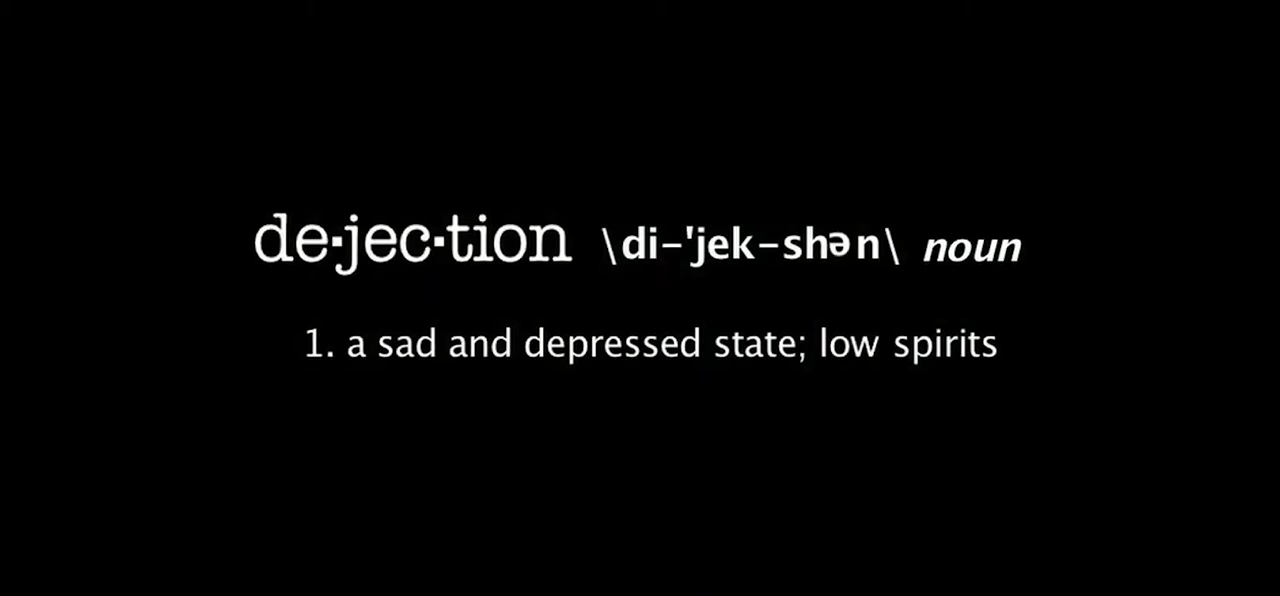 de·jec·tion \di-'jek-shən\ noun
1. a sad and depressed state; low spirits